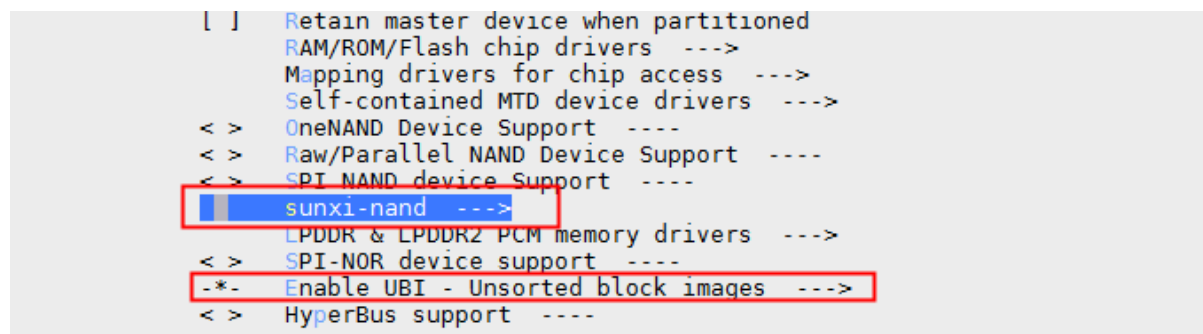 [ ] Retain master device when partitioned
RAM/ROM/Flash chip drivers --->
Mapping drivers for chip access --->
Self-contained MTD device drivers --->
< > OneNAND Device Support ----
< > Raw/Parallel NAND Device Support ----
< > SPI NAND device Support ----
sunxi-nand --->
LPDDR & LPDDR2 PCM memory drivers --->
< > SPI-NOR device support ----
-*- Enable UBI - Unsorted block images --->
< > HyperBus support ----